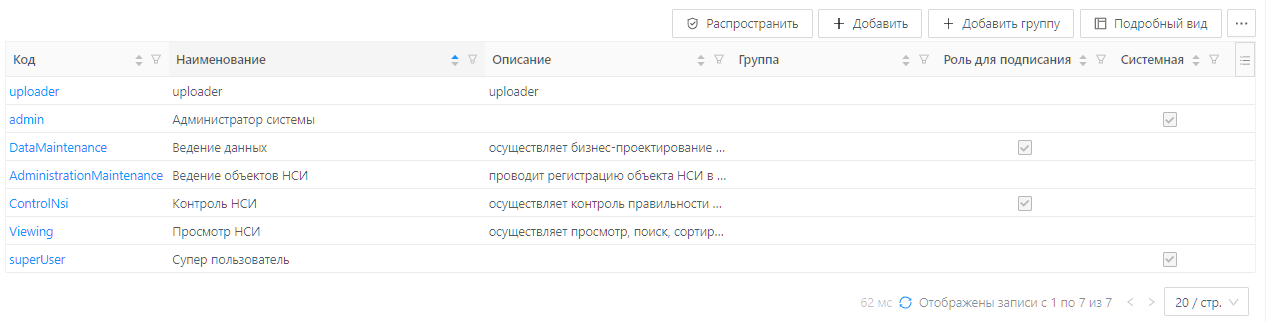 Распространить Добавить Добавить группу Подробный вид ...
Код Наименование Описание Группа Роль для подписания Системная
uploader uploader uploader
admin Администратор системы
DataMaintenance Ведение данных осуществляет бизнес-проектирование ...
AdministrationMaintenance Ведение объектов НСИ проводит регистрацию объекта НСИ в ...
ControlNsi Контроль НСИ осуществляет контроль правильности ...
Viewing Просмотр НСИ осуществляет просмотр, поиск, сортир...
superUser Супер пользователь
62 мс Отображены записи с 1 по 7 из 7 < > 20 / стр.